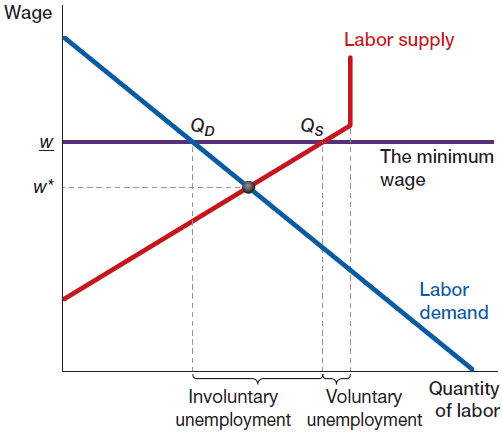 Wage
Labor supply
Q_D
Q_S
w
The minimum
wage
w*
Labor
demand
Involuntary
unemployment
Voluntary
unemployment
Quantity
of labor